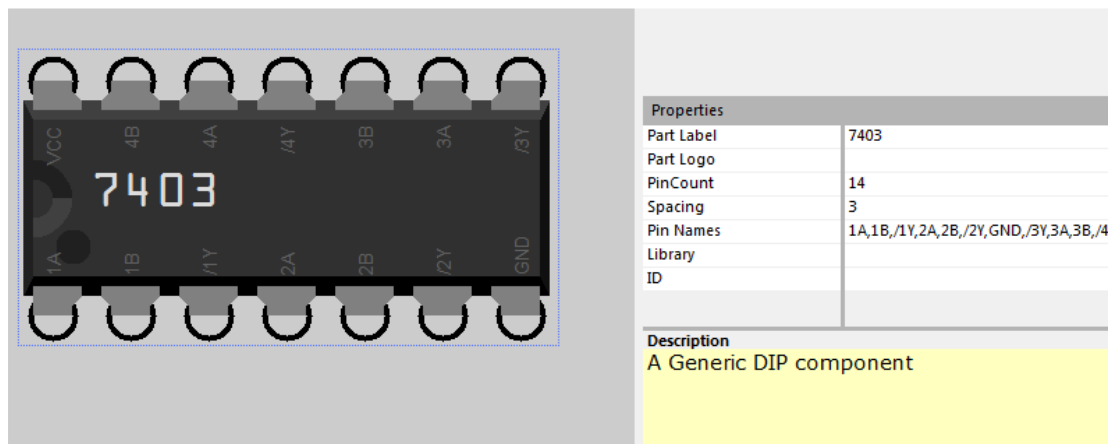 VCC 4B 4A /4Y 3B 3A /3Y
7403
1A 1B /1Y 2A 2B /2Y GND
Properties
Part Label 7403
Part Logo
PinCount 14
Spacing 3
Pin Names 1A,1B,/1Y,2A,2B,/2Y,GND,/3Y,3A,3B,/4
Library
ID
Description
A Generic DIP component